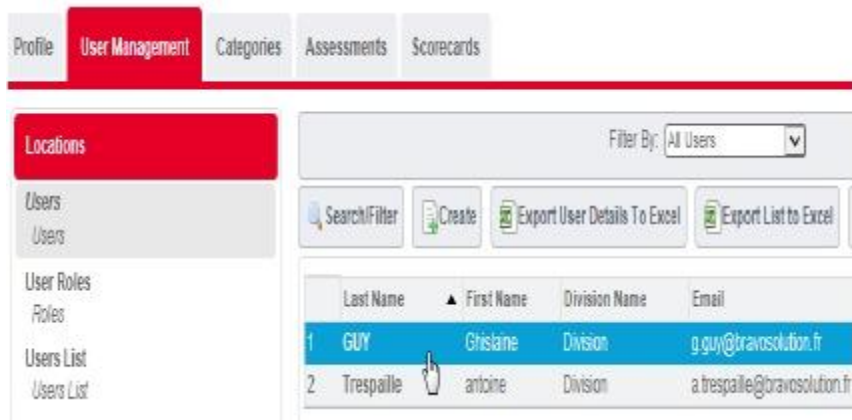 Profile User Management Categories Assessments Scorecards
Locations
Users
Users
User Roles
Roles
Users List
Users List
Filter By: All Users
Search/Filter Create Export User Details To Excel Export List to Excel
Last Name First Name Division Name Email
1 GUY Ghislaine Division g.guy@bravosolution.fr
2 Trespaille antoine Division a.trespaille@bravosolution.fr